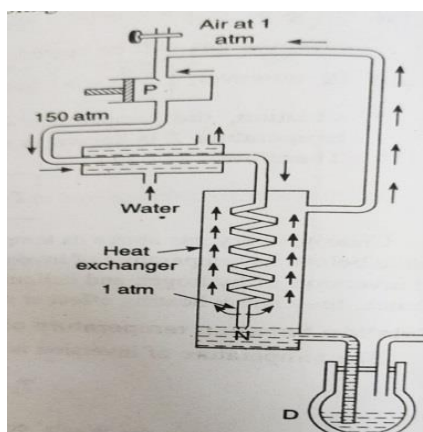 Air at 1
atm
P
150 atm
Water
Heat
exchanger
1 atm
N
D